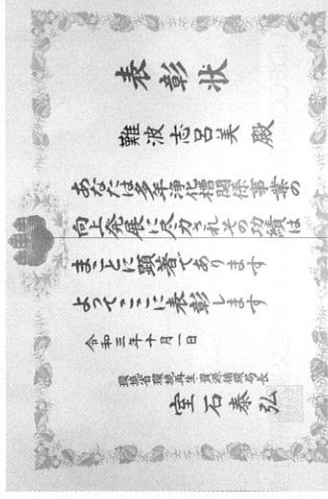 表彰状
難波志呂美 殿
あなたは多年浄化槽関係事業の
向上発展に尽力されその功績は
まことに顕著であります
よってここに表彰します
令和三年十月一日
環境省環境再生・資源循環局長
室石泰弘